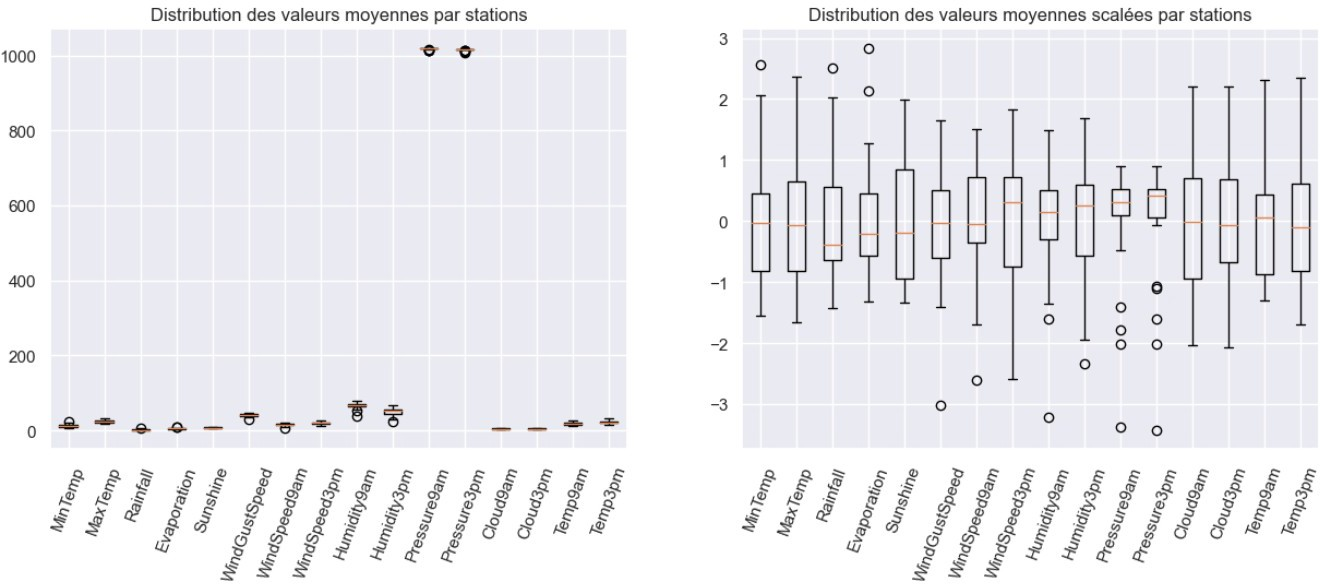 Distribution des valeurs moyennes par stations
1000
800
600
400
200
0
MinTemp
MaxTemp
Rainfall
Evaporation
Sunshine
WindGustSpeed
WindSpeed9am
WindSpeed3pm
Humidity9am
Humidity3pm
Pressure9am
Pressure3pm
Cloud9am
Cloud3pm
Temp9am
Temp3pm
Distribution des valeurs moyennes scalées par stations
3
2
1
0
−1
−2
−3
MinTemp
MaxTemp
Rainfall
Evaporation
Sunshine
WindGustSpeed
WindSpeed9am
WindSpeed3pm
Humidity9am
Humidity3pm
Pressure9am
Pressure3pm
Cloud9am
Cloud3pm
Temp9am
Temp3pm